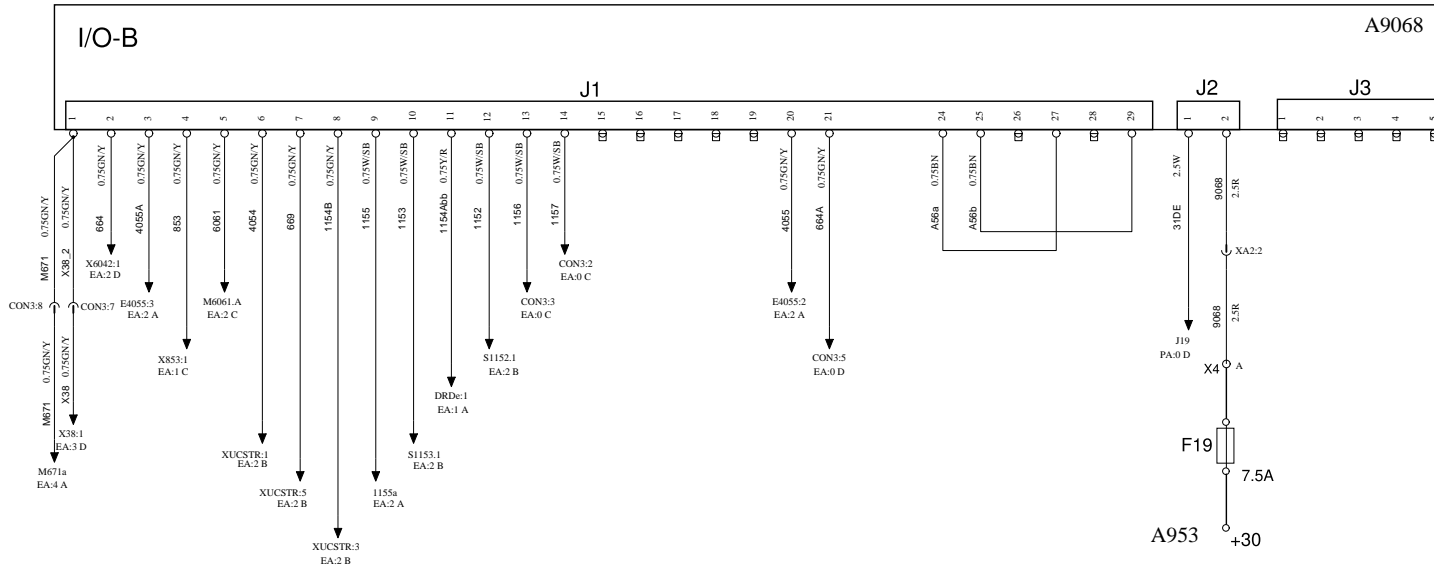 I/O-B
A9068
J1
J2
J3
1 2 3 4 5 6 7 8 9 10 11 12 13 14 15 16 17 18 19 20 21 24 25 26 27 28 29
1 2
1 2 3 4 5
M671 0.75GN/Y
X38_2 0.75GN/Y
664 0.75GN/Y
4055A 0.75GN/Y
853 0.75GN/Y
6061 0.75GN/Y
4054 0.75GN/Y
669 0.75GN/Y
1154B 0.75GN/Y
1155 0.75W/SB
1153 0.75W/SB
1154Abb 0.75Y/R
1152 0.75W/SB
1156 0.75W/SB
1157 0.75W/SB
4055 0.75GN/Y
664A 0.75GN/Y
A56a 0.75BN
A56b 0.75BN
31DE 2.5W
9068 2.5R
XA2:2
X6042:1
EA:2 D
CON3:2
EA:0 C
CON3:8
CON3:7
E4055:3
EA:2 A
M6061.A
EA:2 C
CON3:3
EA:0 C
E4055:2
EA:2 A
9068 2.5R
J19
PA:0 D
M671 0.75GN/Y
X38 0.75GN/Y
X853:1
EA:1 C
S1152.1
EA:2 B
CON3:5
EA:0 D
X4 A
DRDe:1
EA:1 A
X38:1
EA:3 D
XUCSTR:1
EA:2 B
S1153.1
EA:2 B
F19
7.5A
M671a
EA:4 A
XUCSTR:5
EA:2 B
1155a
EA:2 A
XUCSTR:3
EA:2 B
A953
+30